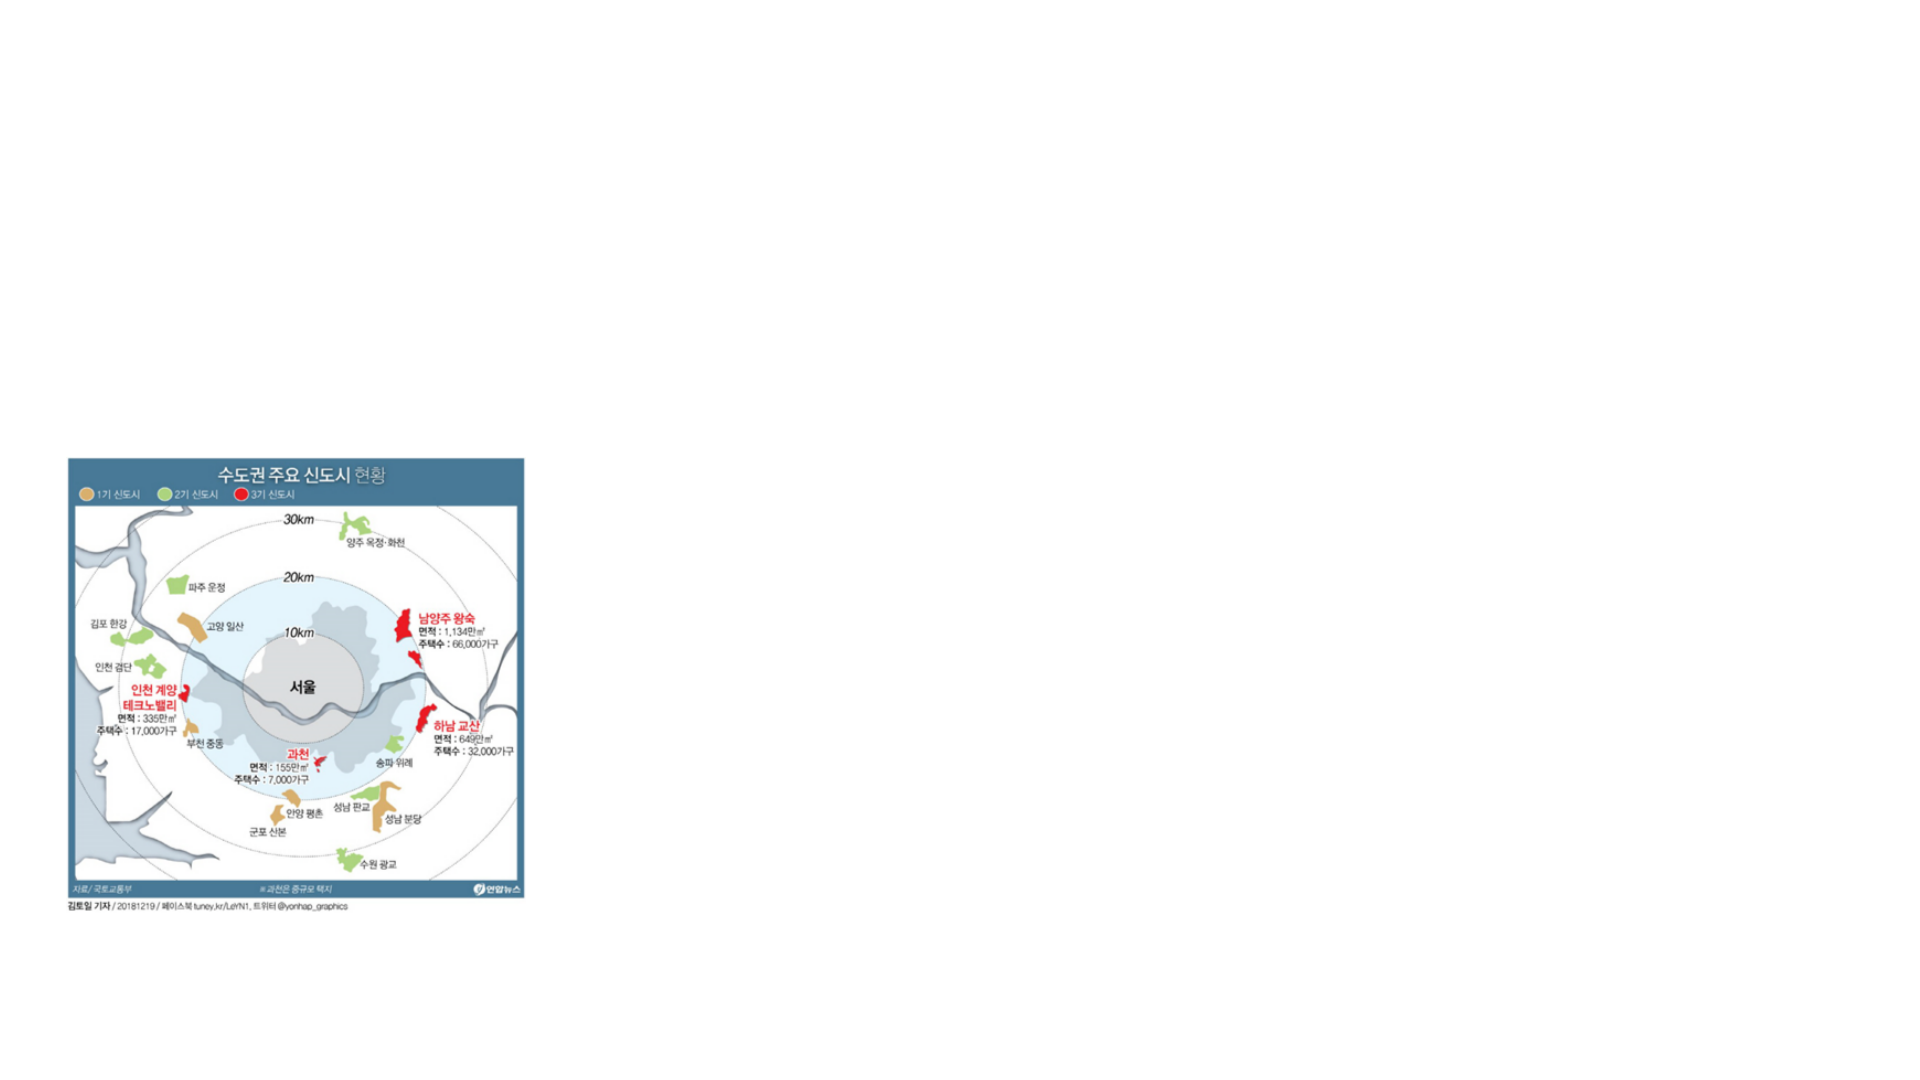 수도권 주요 신도시 현황
1기 신도시 2기 신도시 3기 신도시
30km
양주 옥정·화천
20km
파주 운정
남양주 왕숙
면적 : 1,134만㎡
주택수 : 66,000가구
김포 한강
고양 일산
10km
인천 검단
서울
인천 계양
테크노밸리
면적 : 335만㎡
주택수 : 17,000가구
하남 교산
면적 : 649만㎡
주택수 : 32,000가구
부천 중동
과천
면적 : 155만㎡
주택수 : 7,000가구
송파 위례
안양 평촌
성남 판교
성남 분당
군포 산본
수원 광교
자료/ 국토교통부
※ 과천은 중규모 택지
연합뉴스
김토일 기자 / 20181219 / 페이스북 tuney.kr/LeYN1, 트위터 @yonhap_graphics